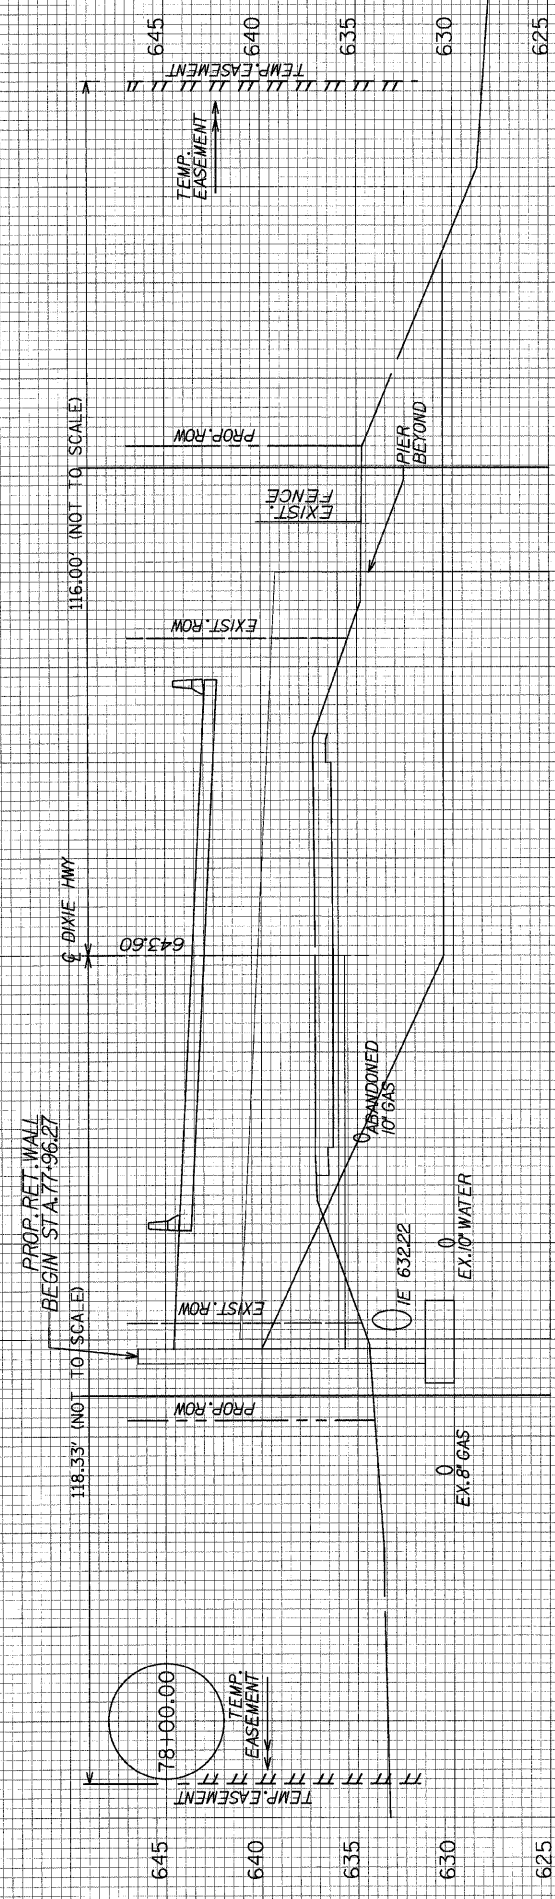 645
640
635
630
625
TEMP. EASEMENT
TEMP.
EASEMENT
116.00' (NOT TO SCALE)
PROP. ROW
PIER
BEYOND
EXIST.
FENCE
EXIST. ROW
℄ DIXIE HWY
643.60
ABANDONED
10" GAS
PROP. RET. WALL
BEGIN STA. 77+96.27
EX. 10" WATER
IE 632.22
EXIST. ROW
118.33' (NOT TO SCALE)
PROP. ROW
EX. 8" GAS
78+00.00
TEMP.
EASEMENT
TEMP. EASEMENT
645
640
635
630
625